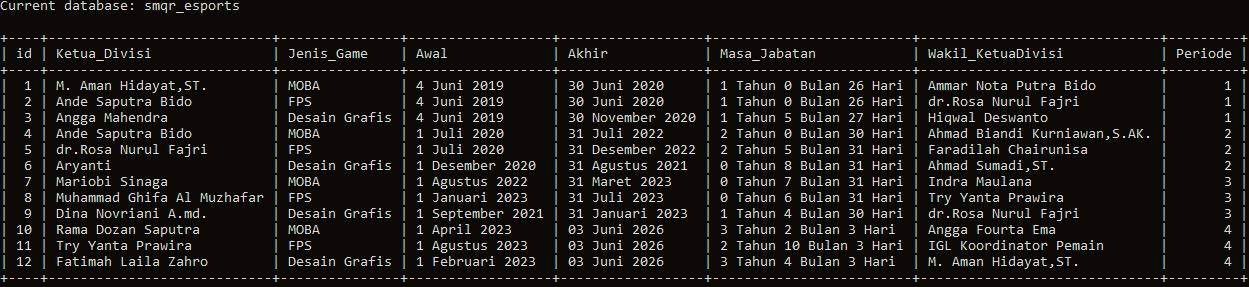 Current database: smqr_esports
+----+---------------------------+----------------+------------------+------------------+-------------------------+------------------------------+---------+
| id | Ketua_Divisi              | Jenis_Game     | Awal             | Akhir            | Masa_Jabatan            | Wakil_KetuaDivisi            | Periode |
+----+---------------------------+----------------+------------------+------------------+-------------------------+------------------------------+---------+
|  1 | M. Aman Hidayat,ST.       | MOBA           | 4 Juni 2019      | 30 Juni 2020     | 1 Tahun 0 Bulan 26 Hari | Ammar Nota Putra Bido        |       1 |
|  2 | Ande Saputra Bido         | FPS            | 4 Juni 2019      | 30 Juni 2020     | 1 Tahun 0 Bulan 26 Hari | dr.Rosa Nurul Fajri          |       1 |
|  3 | Angga Mahendra            | Desain Grafis  | 4 Juni 2019      | 30 November 2020 | 1 Tahun 5 Bulan 27 Hari | Hiqwal Deswanto              |       1 |
|  4 | Ande Saputra Bido         | MOBA           | 1 Juli 2020      | 31 Juli 2022     | 2 Tahun 0 Bulan 30 Hari | Ahmad Biandi Kurniawan,S.AK. |       2 |
|  5 | dr.Rosa Nurul Fajri       | FPS            | 1 Juli 2020      | 31 Desember 2022 | 2 Tahun 5 Bulan 31 Hari | Faradilah Chairunisa         |       2 |
|  6 | Aryanti                   | Desain Grafis  | 1 Desember 2020  | 31 Agustus 2021  | 0 Tahun 8 Bulan 31 Hari | Ahmad Sumadi,ST.             |       2 |
|  7 | Mariobi Sinaga            | MOBA           | 1 Agustus 2022   | 31 Maret 2023    | 0 Tahun 7 Bulan 31 Hari | Indra Maulana                |       3 |
|  8 | Muhammad Ghifa Al Muzhafar | FPS           | 1 Januari 2023   | 31 Juli 2023     | 0 Tahun 6 Bulan 31 Hari | Try Yanta Prawira            |       3 |
|  9 | Dina Novriani A.md.       | Desain Grafis  | 1 September 2021 | 31 Januari 2023  | 1 Tahun 4 Bulan 30 Hari | dr.Rosa Nurul Fajri          |       3 |
| 10 | Rama Dozan Saputra        | MOBA           | 1 April 2023     | 03 Juni 2026     | 3 Tahun 2 Bulan 3 Hari  | Angga Fourta Ema             |       4 |
| 11 | Try Yanta Prawira         | FPS            | 1 Agustus 2023   | 03 Juni 2026     | 2 Tahun 10 Bulan 3 Hari | IGL Koordinator Pemain       |       4 |
| 12 | Fatimah Laila Zahro       | Desain Grafis  | 1 Februari 2023  | 03 Juni 2026     | 3 Tahun 4 Bulan 3 Hari  | M. Aman Hidayat,ST.          |       4 |
+----+---------------------------+----------------+------------------+------------------+-------------------------+------------------------------+---------+